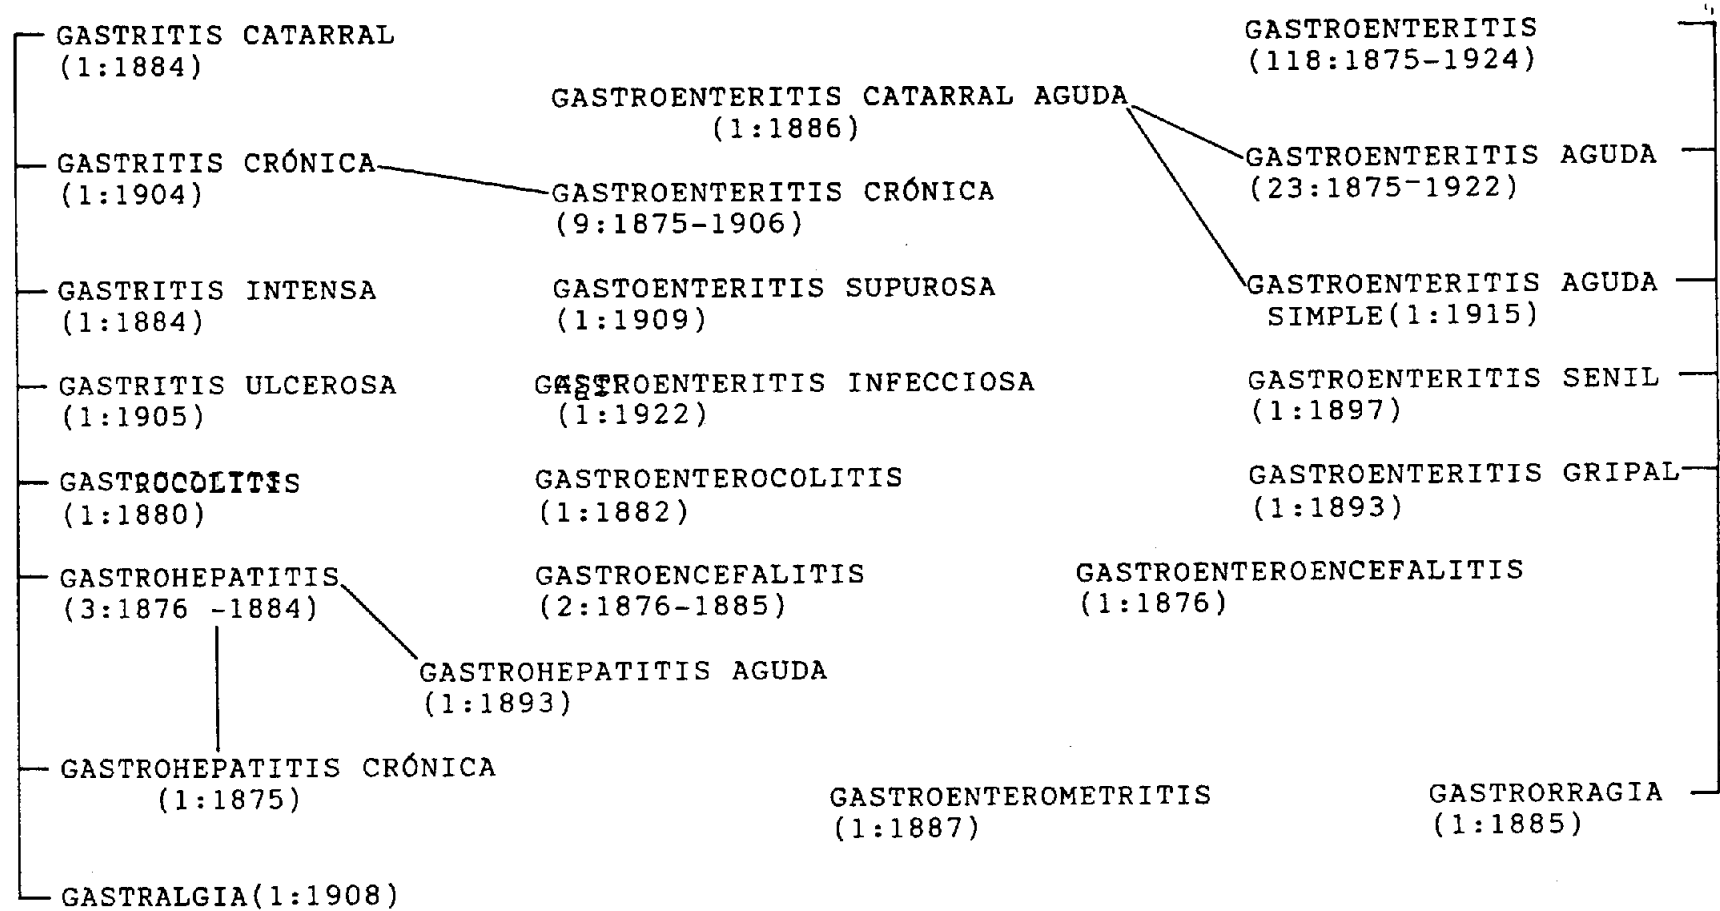 GASTRITIS CATARRAL
(1:1884)
GASTROENTERITIS
(118:1875-1924)
GASTROENTERITIS CATARRAL AGUDA
(1:1886)
GASTRITIS CRÓNICA
(1:1904)
GASTROENTERITIS AGUDA
(23:1875-1922)
GASTROENTERITIS CRÓNICA
(9:1875-1906)
GASTRITIS INTENSA
(1:1884)
GASTOENTERITIS SUPUROSA
(1:1909)
GASTROENTERITIS AGUDA
SIMPLE(1:1915)
GASTRITIS ULCEROSA
(1:1905)
GASTROENTERITIS INFECCIOSA
(1:1922)
GASTROENTERITIS SENIL
(1:1897)
GASTROCOLITIS
(1:1880)
GASTROENTEROCOLITIS
(1:1882)
GASTROENTERITIS GRIPAL
(1:1893)
GASTROHEPATITIS
(3:1876 -1884)
GASTROENCEFALITIS
(2:1876-1885)
GASTROENTEROENCEFALITIS
(1:1876)
GASTROHEPATITIS AGUDA
(1:1893)
GASTROHEPATITIS CRÓNICA
(1:1875)
GASTROENTEROMETRITIS
(1:1887)
GASTRORRAGIA
(1:1885)
GASTRALGIA(1:1908)